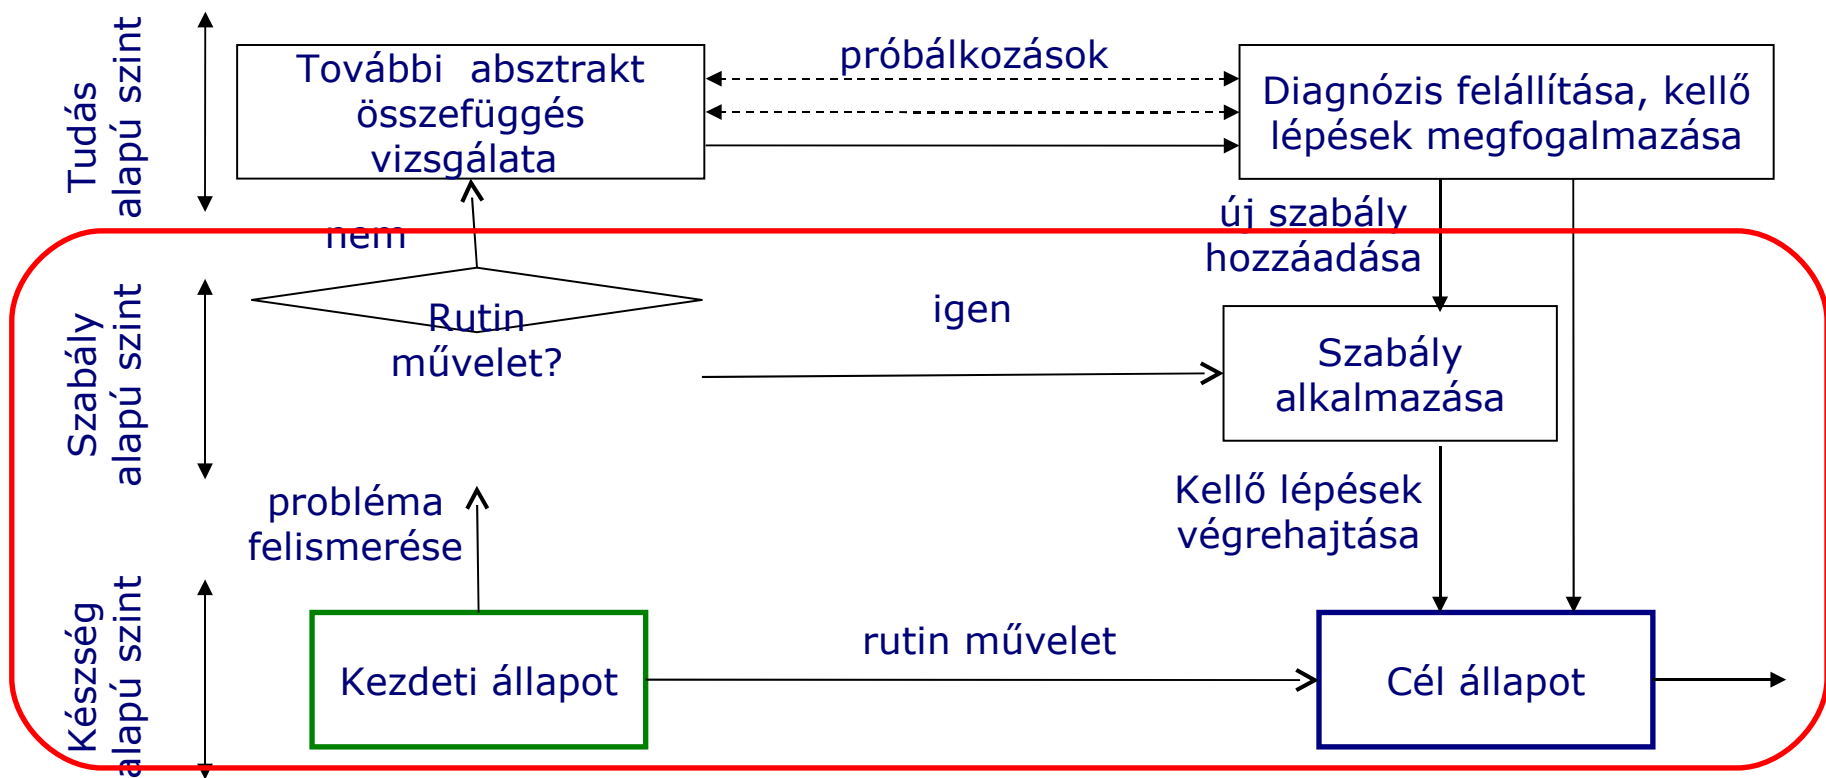 Tudás
alapú szint
További absztrakt
összefüggés
vizsgálata
próbálkozások
Diagnózis felállítása, kellő
lépések megfogalmazása
nem
új szabály
hozzáadása
Szabály
alapú szint
Rutin
művelet?
igen
Szabály
alkalmazása
probléma
felismerése
Kellő lépések
végrehajtása
Készség
alapú szint
Kezdeti állapot
rutin művelet
Cél állapot